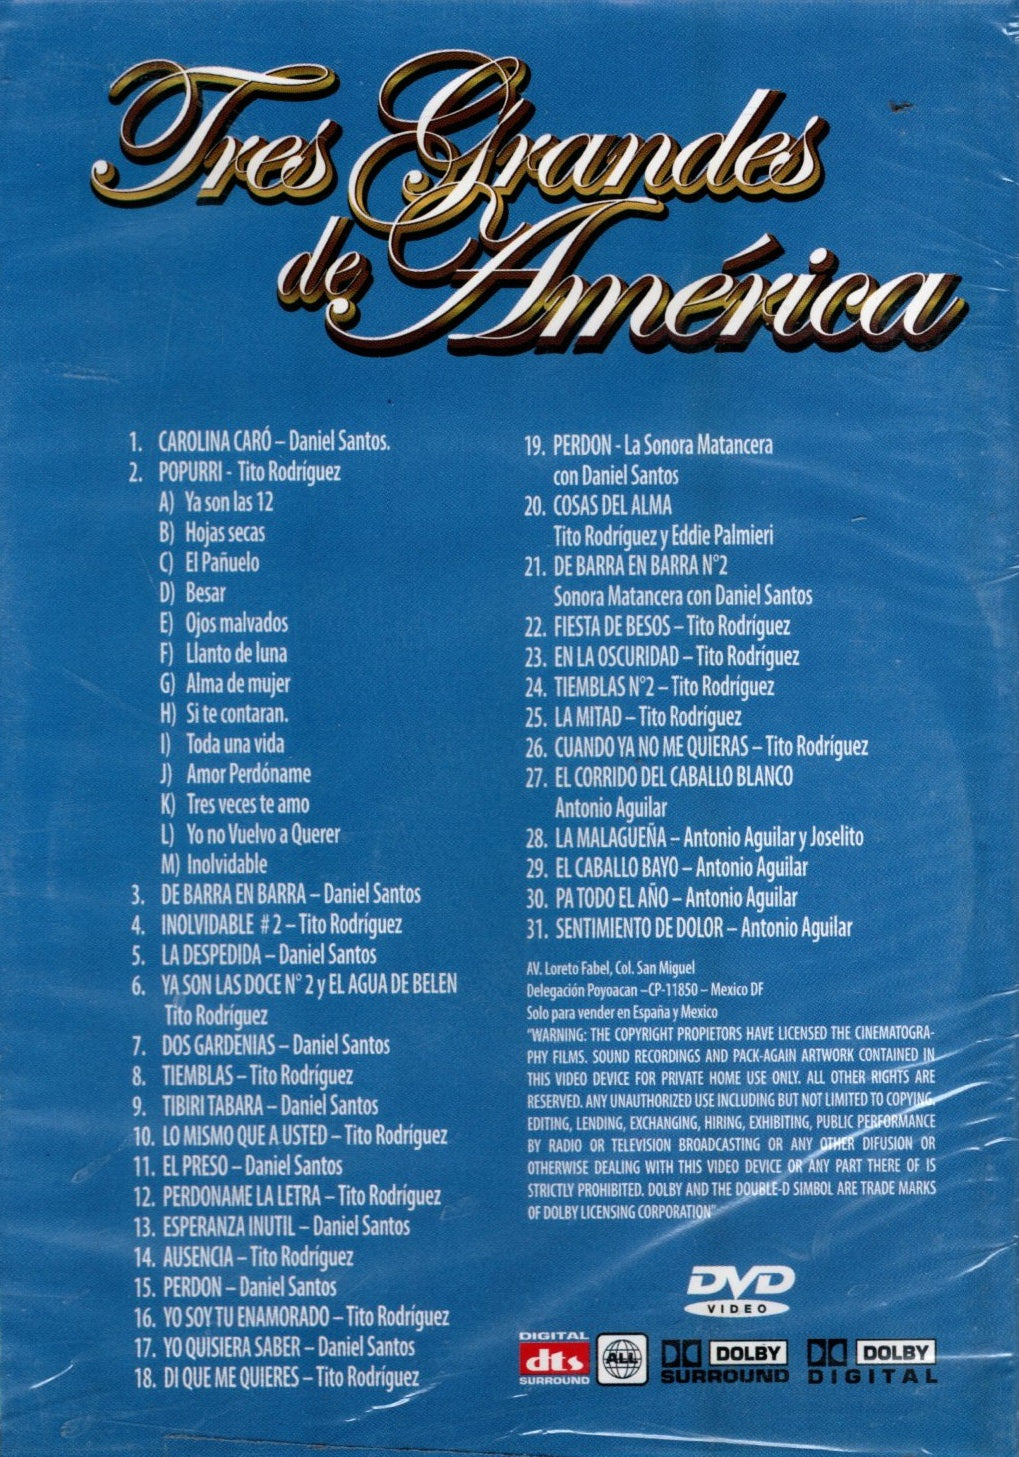 Tres Grandes
de América
1. CAROLINA CARÓ – Daniel Santos.
2. POPURRI - Tito Rodríguez
A) Ya son las 12
B) Hojas secas
C) El Pañuelo
D) Besar
E) Ojos malvados
F) Llanto de luna
G) Alma de mujer
H) Si te contaran.
I) Toda una vida
J) Amor Perdóname
K) Tres veces te amo
L) Yo no Vuelvo a Querer
M) Inolvidable
3. DE BARRA EN BARRA – Daniel Santos
4. INOLVIDABLE # 2 – Tito Rodríguez
5. LA DESPEDIDA – Daniel Santos
6. YA SON LAS DOCE N° 2 y EL AGUA DE BELEN
Tito Rodríguez
7. DOS GARDENIAS – Daniel Santos
8. TIEMBLAS – Tito Rodríguez
9. TIBIRI TABARA – Daniel Santos
10. LO MISMO QUE A USTED – Tito Rodríguez
11. EL PRESO – Daniel Santos
12. PERDONAME LA LETRA – Tito Rodríguez
13. ESPERANZA INUTIL – Daniel Santos
14. AUSENCIA – Tito Rodríguez
15. PERDON – Daniel Santos
16. YO SOY TU ENAMORADO – Tito Rodríguez
17. YO QUISIERA SABER – Daniel Santos
18. DI QUE ME QUIERES – Tito Rodríguez
19. PERDON - La Sonora Matancera
con Daniel Santos
20. COSAS DEL ALMA
Tito Rodríguez y Eddie Palmieri
21. DE BARRA EN BARRA N°2
Sonora Matancera con Daniel Santos
22. FIESTA DE BESOS – Tito Rodríguez
23. EN LA OSCURIDAD – Tito Rodríguez
24. TIEMBLAS N°2 – Tito Rodríguez
25. LA MITAD – Tito Rodríguez
26. CUANDO YA NO ME QUIERAS – Tito Rodríguez
27. EL CORRIDO DEL CABALLO BLANCO
Antonio Aguilar
28. LA MALAGUEÑA – Antonio Aguilar y Joselito
29. EL CABALLO BAYO – Antonio Aguilar
30. PA TODO EL AÑO – Antonio Aguilar
31. SENTIMIENTO DE DOLOR – Antonio Aguilar
AV. Loreto Fabel, Col. San Miguel
Delegación Poyoacan –CP-11850 – Mexico DF
Solo para vender en España y Mexico
"WARNING: THE COPYRIGHT PROPIETORS HAVE LICENSED THE CINEMATOGRA-
PHY FILMS. SOUND RECORDINGS AND PACK-AGAIN ARTWORK CONTAINED IN
THIS VIDEO DEVICE FOR PRIVATE HOME USE ONLY. ALL OTHER RIGHTS ARE
RESERVED. ANY UNAUTHORIZED USE INCLUDING BUT NOT LIMITED TO COPYING,
EDITING, LENDING, EXCHANGING, HIRING, EXHIBITING, PUBLIC PERFORMANCE
BY RADIO OR TELEVISION BROADCASTING OR ANY OTHER DIFUSION OR
OTHERWISE DEALING WITH THIS VIDEO DEVICE OR ANY PART THERE OF IS
STRICTLY PROHIBITED. DOLBY AND THE DOUBLE-D SIMBOL ARE TRADE MARKS
OF DOLBY LICENSING CORPORATION"
DVD
VIDEO
DIGITAL
dts
SURROUND
ALL
DOLBY
SURROUND
DOLBY
DIGITAL